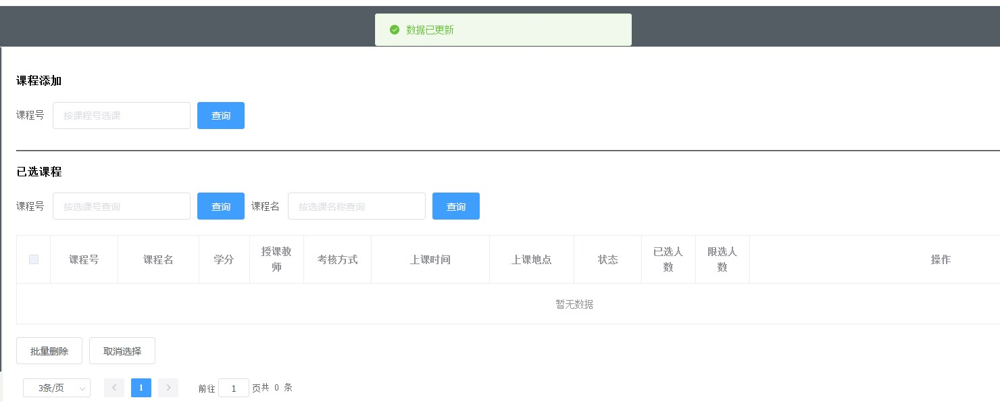 数据已更新
课程添加
课程号 按课程号选课 查询
已选课程
课程号 按选课号查询 查询 课程名 按选课名称查询 查询
课程号 课程名 学分 授课教师 考核方式 上课时间 上课地点 状态 已选人数 限选人数 操作
暂无数据
批量删除 取消选择
3条/页 1 前往 1 页共 0 条